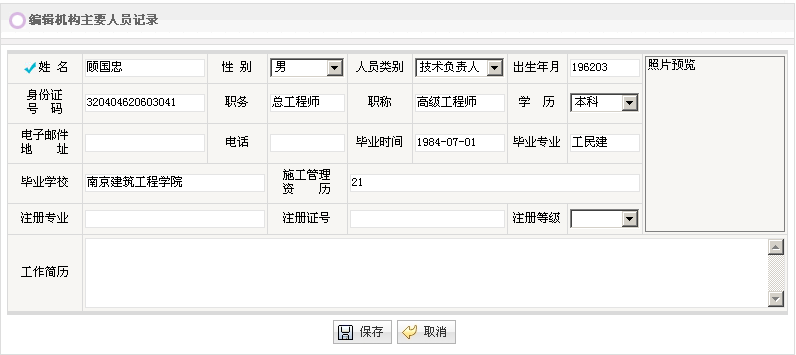 编辑机构主要人员记录
姓 名 顾国忠 性 别 男 人员类别 技术负责人 出生年月 196203 照片预览
身份证
号 码 320404620603041 职务 总工程师 职称 高级工程师 学 历 本科
电子邮件
地 址 电话 毕业时间 1984-07-01 毕业专业 工民建
毕业学校 南京建筑工程学院 施工管理
资 历 21
注册专业 注册证号 注册等级
工作简历
保存 取消